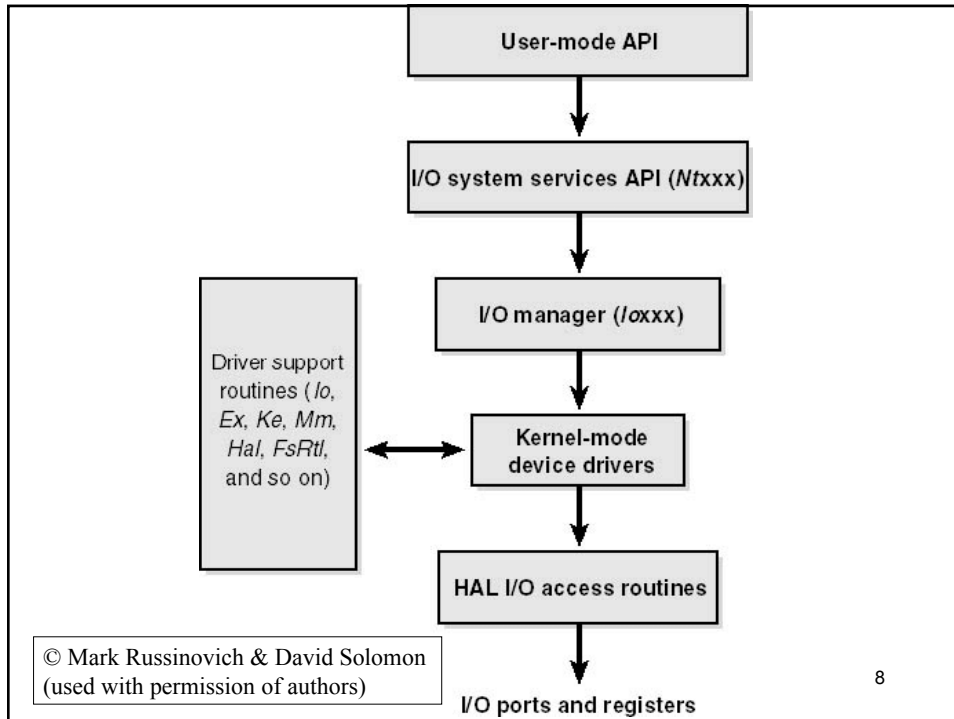 User-mode API
I/O system services API (Ntxxx)
I/O manager (Ioxxx)
Driver support
routines (Io,
Ex, Ke, Mm,
Hal, FsRtl,
and so on)
Kernel-mode
device drivers
HAL I/O access routines
I/O ports and registers
© Mark Russinovich & David Solomon
(used with permission of authors)
8